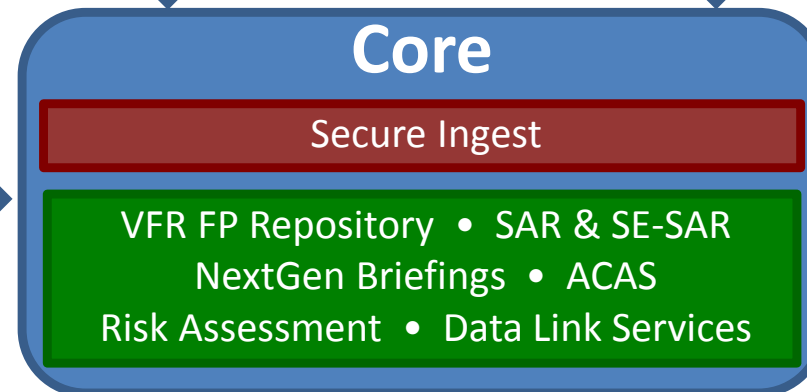 Core
Secure Ingest
VFR FP Repository • SAR & SE-SAR
NextGen Briefings • ACAS
Risk Assessment • Data Link Services